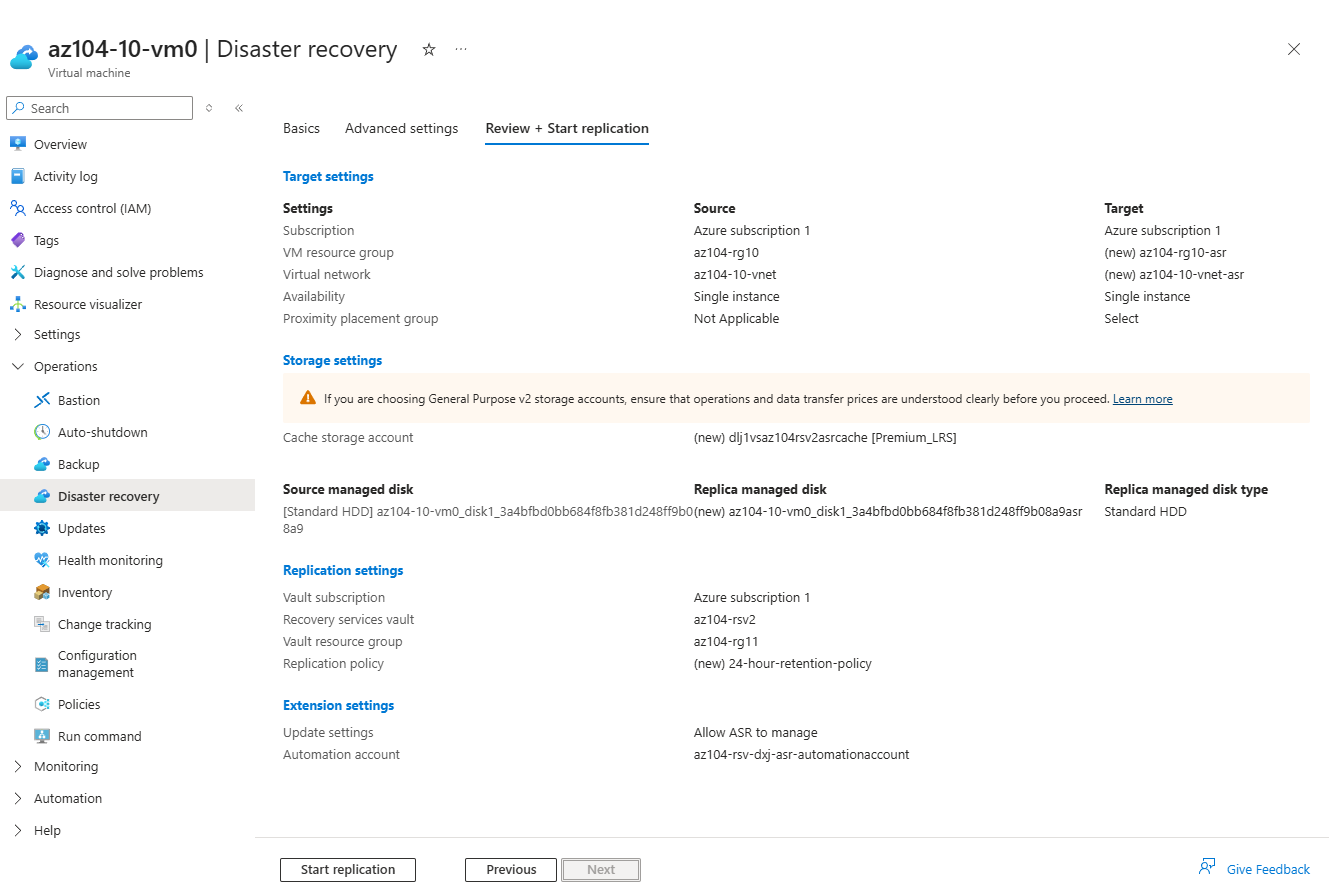 az104-10-vm0 | Disaster recovery
Virtual machine
Search
Overview
Activity log
Access control (IAM)
Tags
Diagnose and solve problems
Resource visualizer
Settings
Operations
Bastion
Auto-shutdown
Backup
Disaster recovery
Updates
Health monitoring
Inventory
Change tracking
Configuration
management
Policies
Run command
Monitoring
Automation
Help
Basics Advanced settings Review + Start replication
Target settings
Settings Source Target
Subscription Azure subscription 1 Azure subscription 1
VM resource group az104-rg10 (new) az104-rg10-asr
Virtual network az104-10-vnet (new) az104-10-vnet-asr
Availability Single instance Single instance
Proximity placement group Not Applicable Select
Storage settings
If you are choosing General Purpose v2 storage accounts, ensure that operations and data transfer prices are understood clearly before you proceed. Learn more
Cache storage account (new) dlj1vsaz104rsv2asrcache [Premium_LRS]
Source managed disk Replica managed disk Replica managed disk type
[Standard HDD] az104-10-vm0_disk1_3a4bfbd0bb684f8fb381d248ff9b0 (new) az104-10-vm0_disk1_3a4bfbd0bb684f8fb381d248ff9b08a9asr Standard HDD
8a9
Replication settings
Vault subscription Azure subscription 1
Recovery services vault az104-rsv2
Vault resource group az104-rg11
Replication policy (new) 24-hour-retention-policy
Extension settings
Update settings Allow ASR to manage
Automation account az104-rsv-dxj-asr-automationaccount
Start replication Previous Next Give Feedback